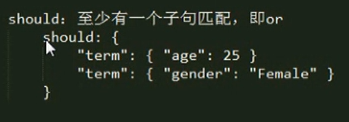 should: 至少有一个子句匹配，即or
should: {
"term": { "age": 25 }
"term": { "gender": "Female" }
}